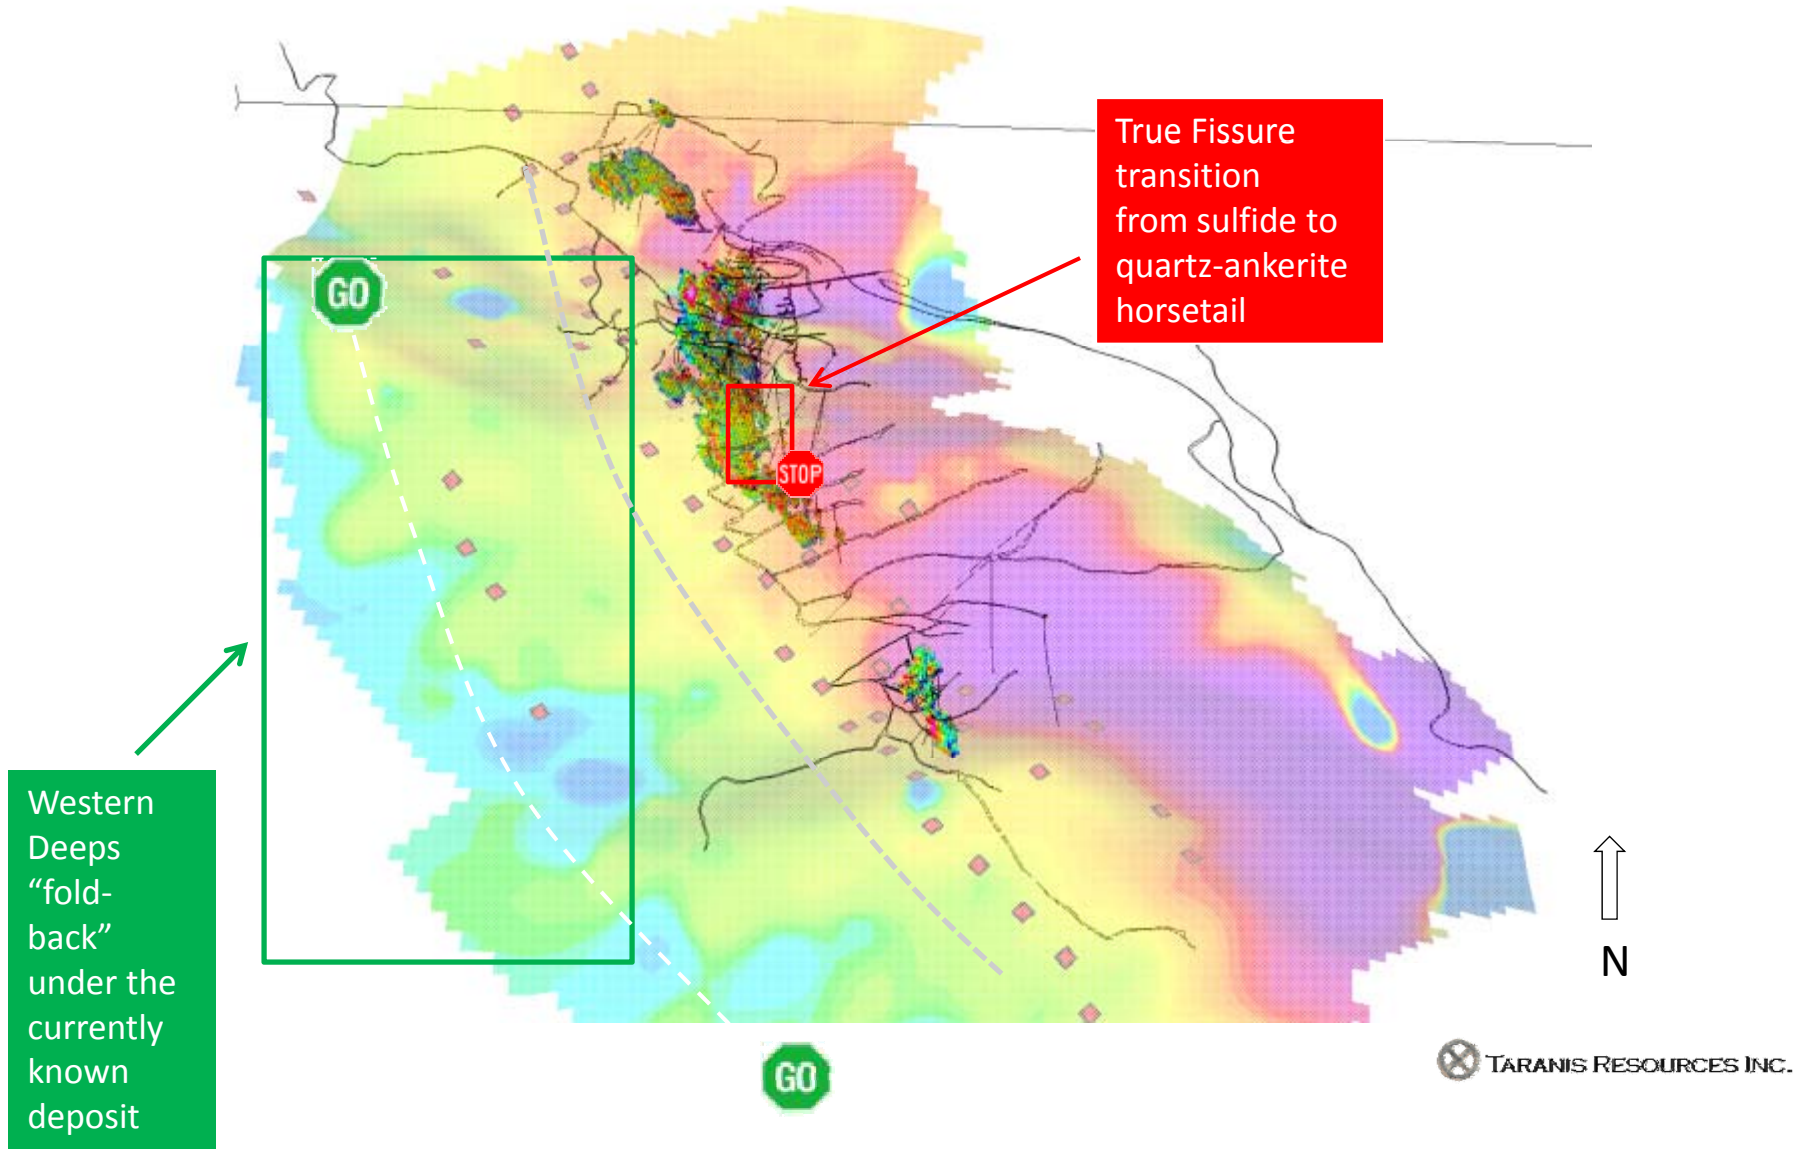 True Fissure
transition
from sulfide to
quartz-ankerite
horsetail
GO
STOP
Western
Deeps
“fold-
back”
under the
currently
known
deposit
N
GO
TARANIS RESOURCES INC.